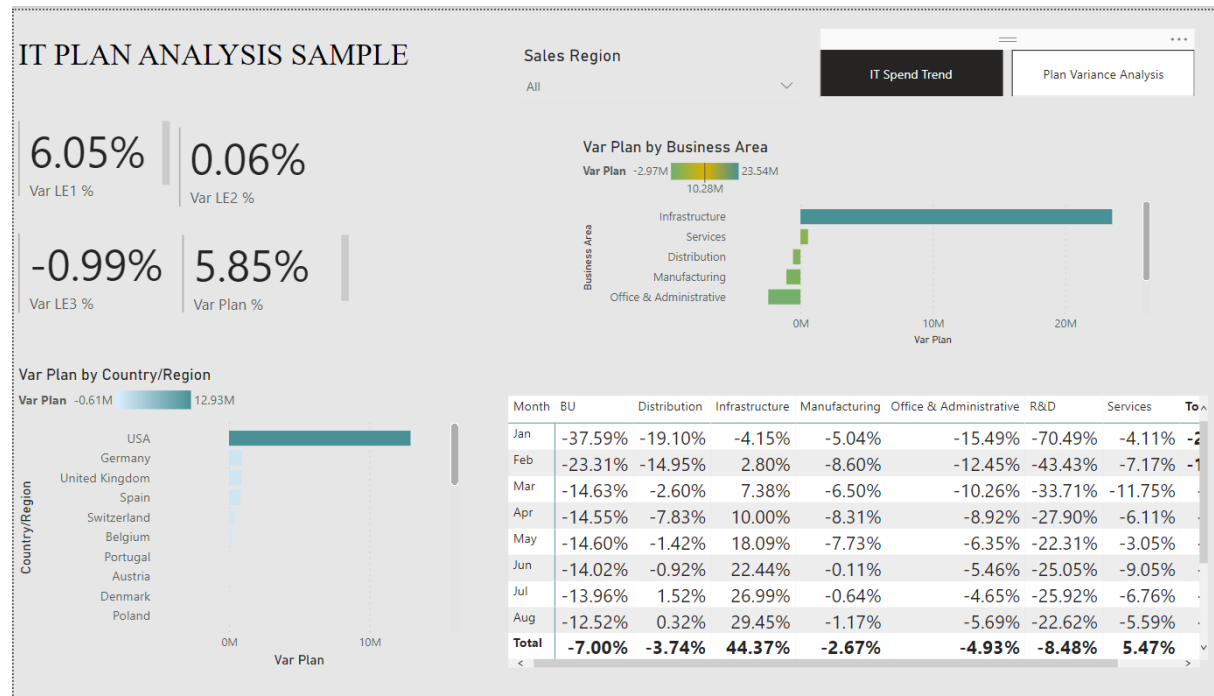 IT PLAN ANALYSIS SAMPLE
Sales Region
All
IT Spend Trend
Plan Variance Analysis
6.05%
Var LE1 %
0.06%
Var LE2 %
-0.99%
Var LE3 %
5.85%
Var Plan %
Var Plan by Business Area
Var Plan -2.97M 23.54M
10.28M
Business Area
Infrastructure
Services
Distribution
Manufacturing
Office & Administrative
0M 10M 20M
Var Plan
Var Plan by Country/Region
Var Plan -0.61M 12.93M
Country/Region
USA
Germany
United Kingdom
Spain
Switzerland
Belgium
Portugal
Austria
Denmark
Poland
0M 10M
Var Plan
Month BU Distribution Infrastructure Manufacturing Office & Administrative R&D Services To
Jan -37.59% -19.10% -4.15% -5.04% -15.49% -70.49% -4.11% -2
Feb -23.31% -14.95% 2.80% -8.60% -12.45% -43.43% -7.17% -1
Mar -14.63% -2.60% 7.38% -6.50% -10.26% -33.71% -11.75% -
Apr -14.55% -7.83% 10.00% -8.31% -8.92% -27.90% -6.11% -
May -14.60% -1.42% 18.09% -7.73% -6.35% -22.31% -3.05% -
Jun -14.02% -0.92% 22.44% -0.11% -5.46% -25.05% -9.05% -
Jul -13.96% 1.52% 26.99% -0.64% -4.65% -25.92% -6.76% -
Aug -12.52% 0.32% 29.45% -1.17% -5.69% -22.62% -5.59% -
Total -7.00% -3.74% 44.37% -2.67% -4.93% -8.48% 5.47%